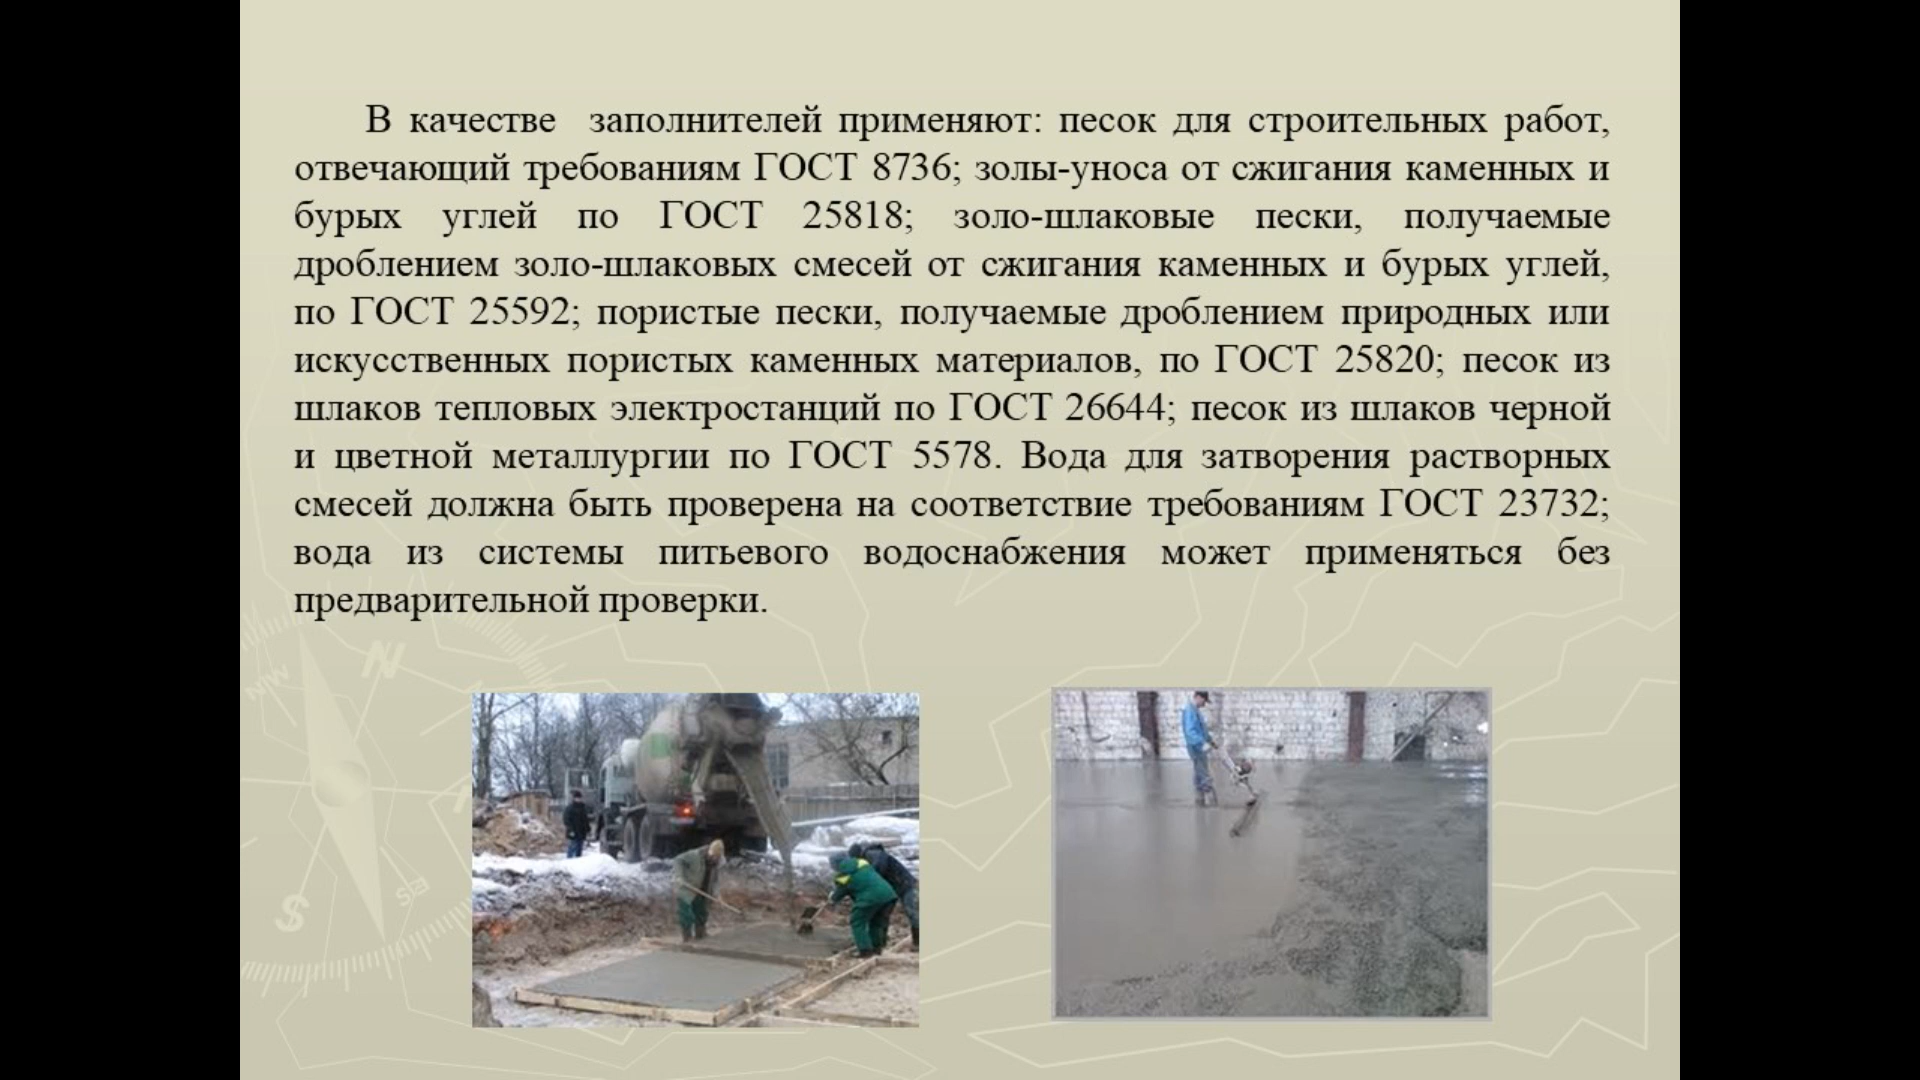 В качестве заполнителей применяют: песок для строительных работ,
отвечающий требованиям ГОСТ 8736; золы-уноса от сжигания каменных и
бурых углей по ГОСТ 25818; золо-шлаковые пески, получаемые
дроблением золо-шлаковых смесей от сжигания каменных и бурых углей,
по ГОСТ 25592; пористые пески, получаемые дроблением природных или
искусственных пористых каменных материалов, по ГОСТ 25820; песок из
шлаков тепловых электростанций по ГОСТ 26644; песок из шлаков черной
и цветной металлургии по ГОСТ 5578. Вода для затворения растворных
смесей должна быть проверена на соответствие требованиям ГОСТ 23732;
вода из системы питьевого водоснабжения может применяться без
предварительной проверки.
N
NW
S
SE